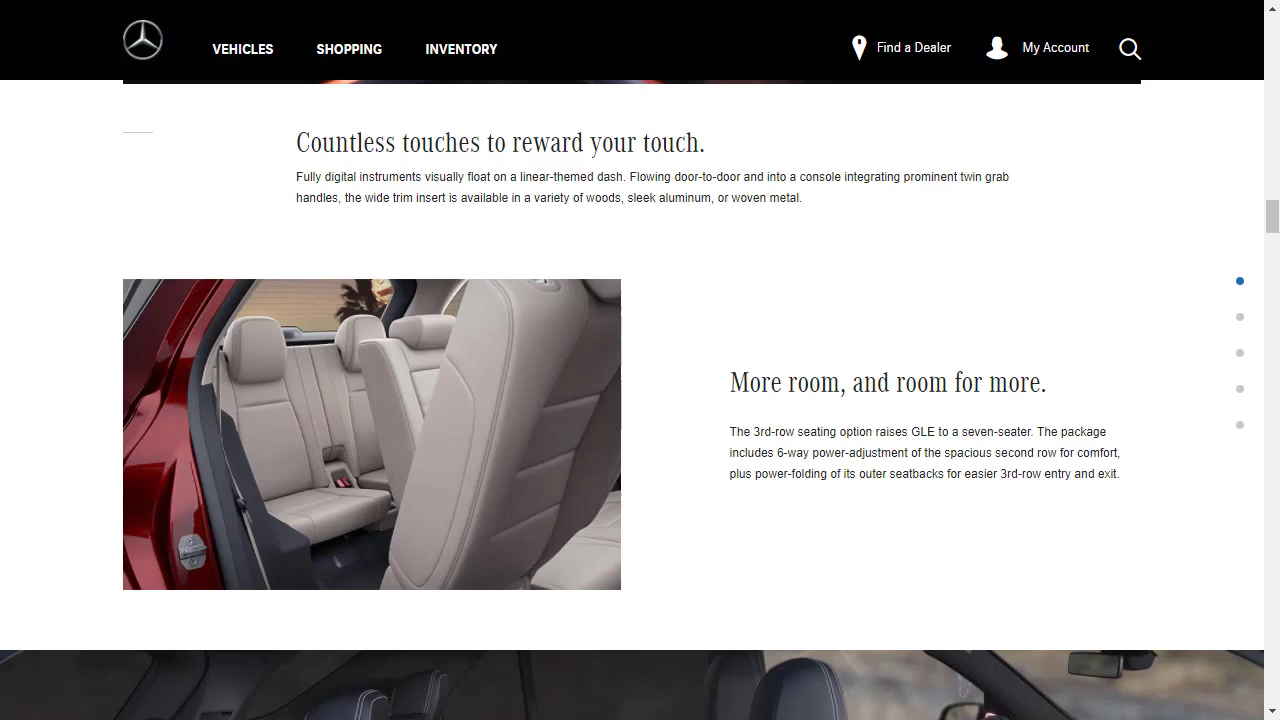 VEHICLES SHOPPING INVENTORY Find a Dealer My Account
Countless touches to reward your touch.
Fully digital instruments visually float on a linear-themed dash. Flowing door-to-door and into a console integrating prominent twin grab
handles, the wide trim insert is available in a variety of woods, sleek aluminum, or woven metal.
More room, and room for more.
The 3rd-row seating option raises GLE to a seven-seater. The package
includes 6-way power-adjustment of the spacious second row for comfort,
plus power-folding of its outer seatbacks for easier 3rd-row entry and exit.